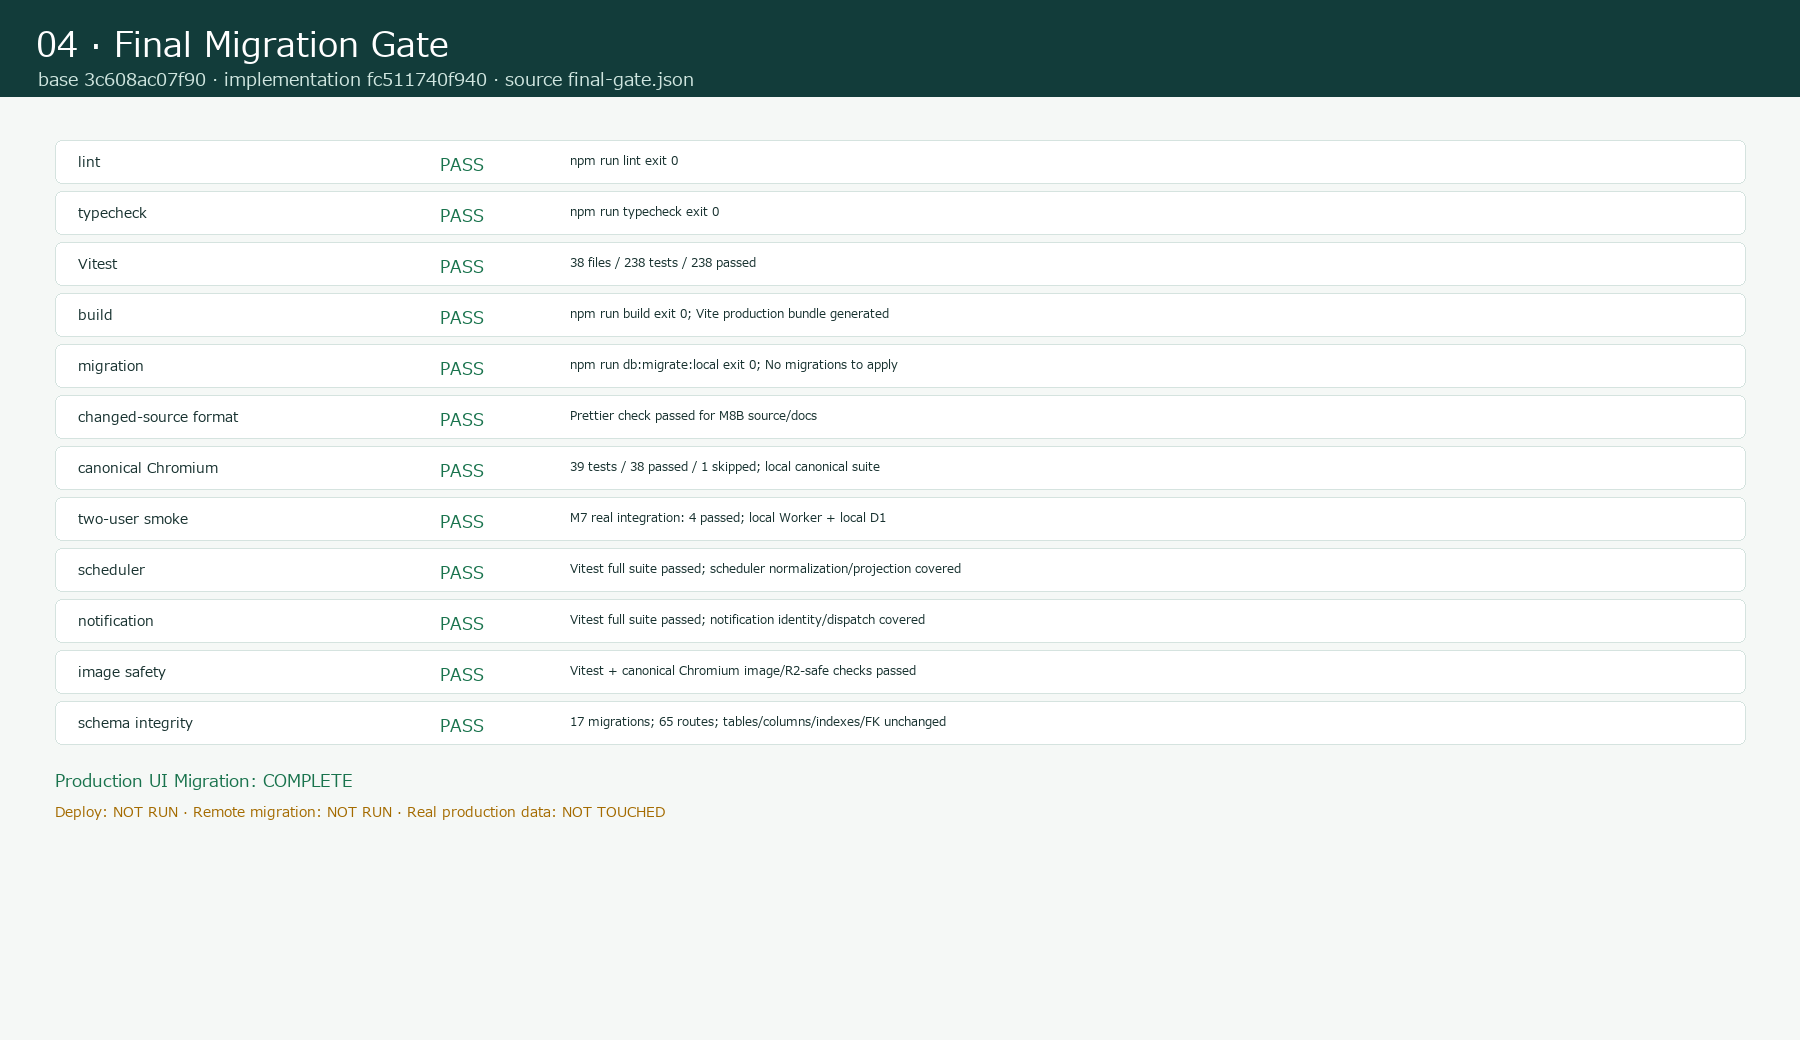 04 · Final Migration Gate
base 3c608ac07f90 · implementation fc511740f940 · source final-gate.json
lint PASS npm run lint exit 0
typecheck PASS npm run typecheck exit 0
Vitest PASS 38 files / 238 tests / 238 passed
build PASS npm run build exit 0; Vite production bundle generated
migration PASS npm run db:migrate:local exit 0; No migrations to apply
changed-source format PASS Prettier check passed for M8B source/docs
canonical Chromium PASS 39 tests / 38 passed / 1 skipped; local canonical suite
two-user smoke PASS M7 real integration: 4 passed; local Worker + local D1
scheduler PASS Vitest full suite passed; scheduler normalization/projection covered
notification PASS Vitest full suite passed; notification identity/dispatch covered
image safety PASS Vitest + canonical Chromium image/R2-safe checks passed
schema integrity PASS 17 migrations; 65 routes; tables/columns/indexes/FK unchanged
Production UI Migration: COMPLETE
Deploy: NOT RUN · Remote migration: NOT RUN · Real production data: NOT TOUCHED